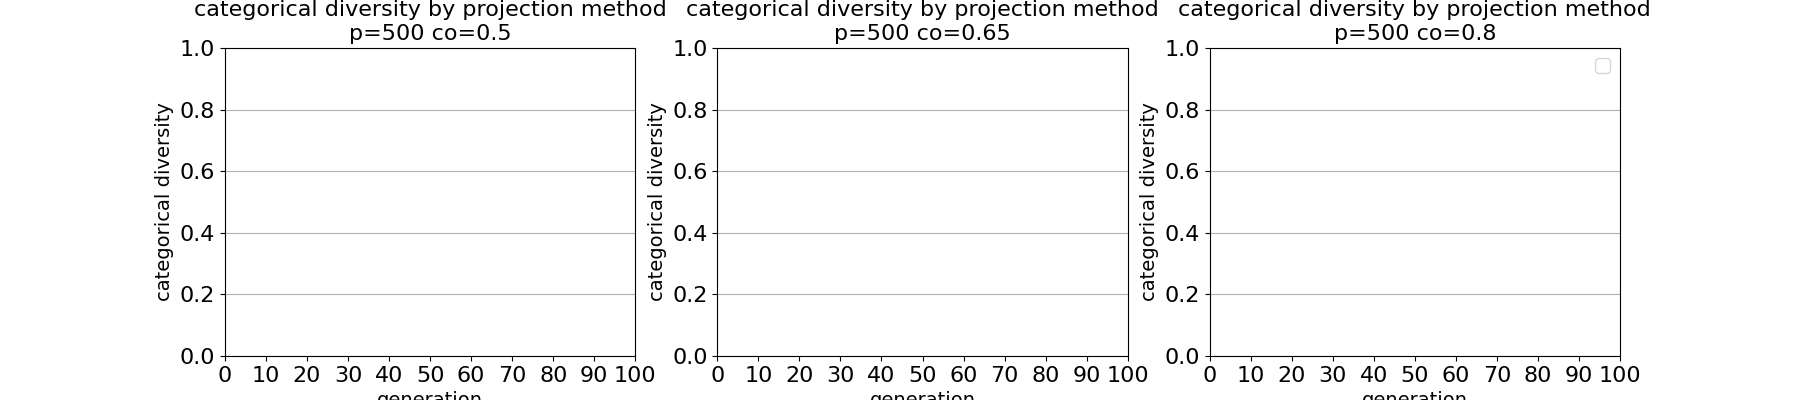 categorical diversity by projection method
p=500 co=0.5
1.0
0.8
0.6
0.4
0.2
0.0
categorical diversity
0 10 20 30 40 50 60 70 80 90 100
generation
categorical diversity by projection method
p=500 co=0.65
1.0
0.8
0.6
0.4
0.2
0.0
categorical diversity
0 10 20 30 40 50 60 70 80 90 100
generation
categorical diversity by projection method
p=500 co=0.8
1.0
0.8
0.6
0.4
0.2
0.0
categorical diversity
0 10 20 30 40 50 60 70 80 90 100
generation